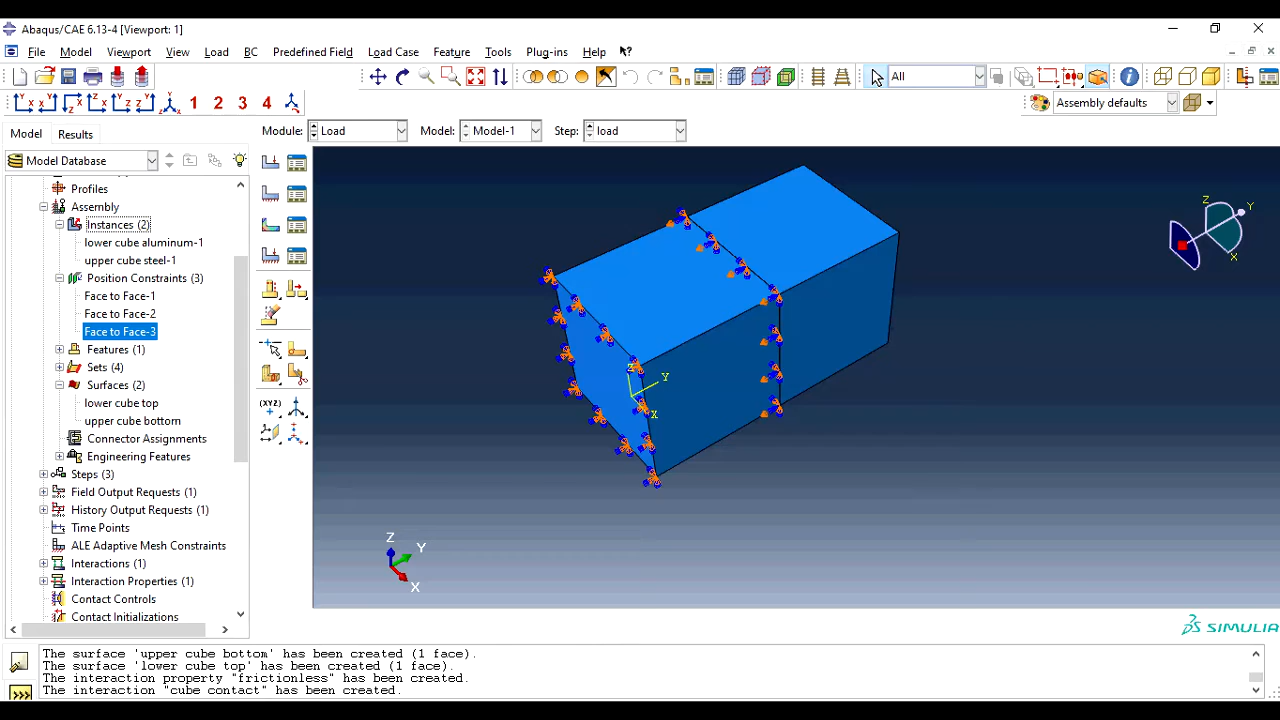 Abaqus/CAE 6.13-4 [Viewport: 1]
File Model Viewport View Load BC Predefined Field Load Case Feature Tools Plug-ins Help
All
1 2 3 4
Assembly defaults
Model Results
Module: Load Model: Model-1 Step: load
Model Database
Profiles
Assembly
Instances (2)
lower cube aluminum-1
upper cube steel-1
Position Constraints (3)
Face to Face-1
Face to Face-2
Face to Face-3
Features (1)
Sets (4)
Surfaces (2)
lower cube top
upper cube bottom
Connector Assignments
Engineering Features
Steps (3)
Field Output Requests (1)
History Output Requests (1)
Time Points
ALE Adaptive Mesh Constraints
Interactions (1)
Interaction Properties (1)
Contact Controls
Contact Initializations
(XYZ)
Z
Y
X
Z
Y
X
Z
Y
X
SIMULIA
The surface 'upper cube bottom' has been created (1 face).
The surface 'lower cube top' has been created (1 face).
The interaction property "frictionless" has been created.
The interaction "cube contact" has been created.